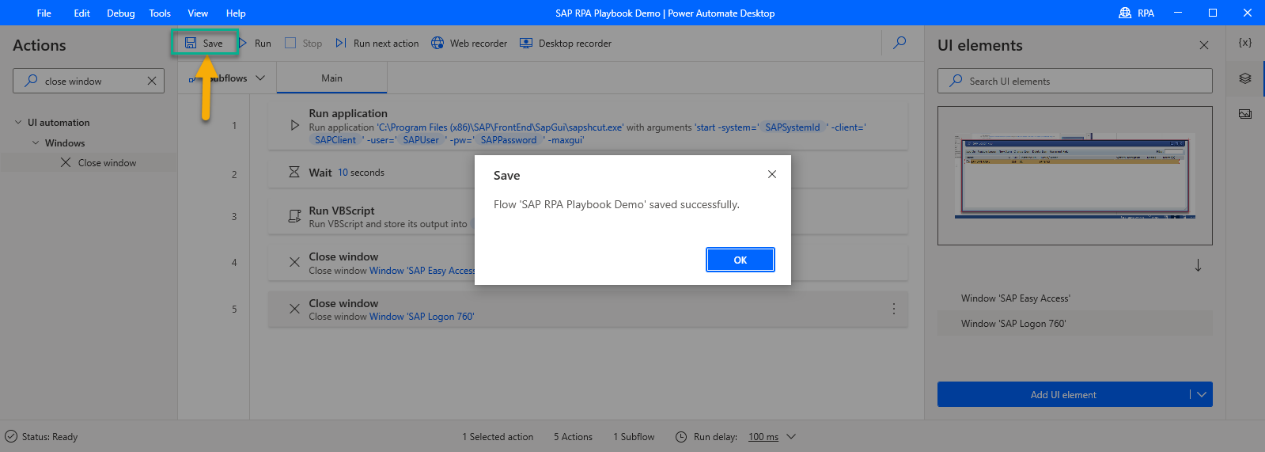 File Edit Debug Tools View Help
SAP RPA Playbook Demo | Power Automate Desktop
RPA
Actions
close window
UI automation
Windows
Close window
Save Run Stop Run next action Web recorder Desktop recorder
Subflows Main
1
Run application
Run application 'C:\Program Files (x86)\SAP\FrontEnd\SapGui\sapshcut.exe' with arguments 'start -system=' SAPSystemId ' -client='
SAPClient ' -user=' SAPUser ' -pw=' SAPPassword ' -maxgui'
2
Wait 10 seconds
3
Run VBScript
Run VBScript and store its output into
4
Close window
Close window Window 'SAP Easy Access
5
Close window
Close window Window 'SAP Logon 760'
Save
Flow 'SAP RPA Playbook Demo' saved successfully.
OK
UI elements
{x}
Search UI elements
Window 'SAP Easy Access'
Window 'SAP Logon 760'
Add UI element
Status: Ready
1 Selected action 5 Actions 1 Subflow Run delay: 100 ms